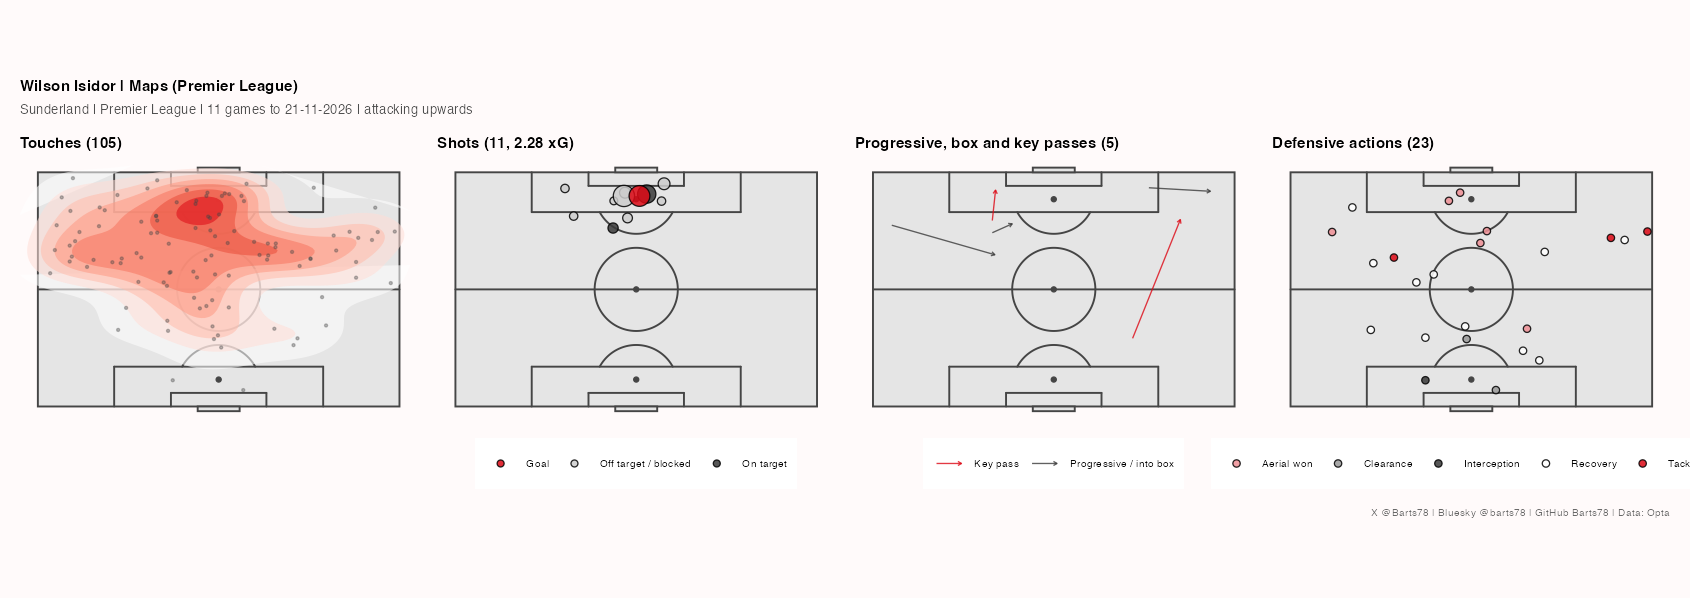 Wilson Isidor | Maps (Premier League)
Sunderland | Premier League | 11 games to 21-11-2026 | attacking upwards
Touches (105)
Shots (11, 2.28 xG)
Progressive, box and key passes (5)
Defensive actions (23)
Goal
Off target / blocked
On target
Key pass
Progressive / into box
Aerial won
Clearance
Interception
Recovery
Tack
X @Barts78 | Bluesky @barts78 | GitHub Barts78 | Data: Opta